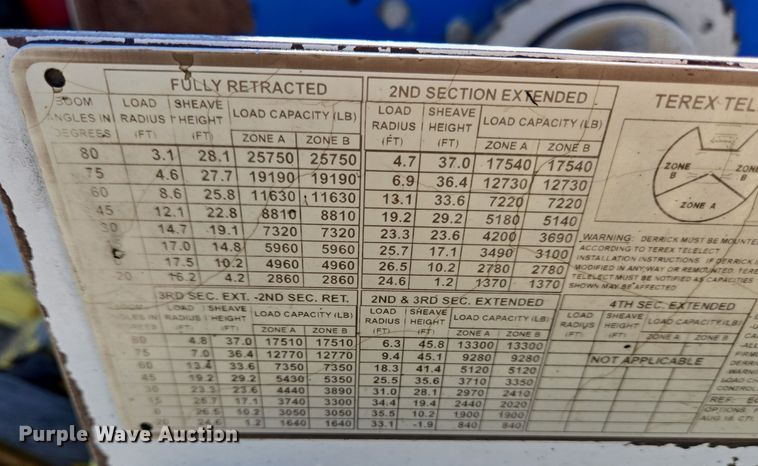 FULLY RETRACTED 2ND SECTION EXTENDED TEREX TEL
BOOM ANGLES IN DEGREES LOAD RADIUS (FT) SHEAVE HEIGHT (FT) LOAD CAPACITY (LB) ZONE A ZONE B LOAD RADIUS (FT) SHEAVE HEIGHT (FT) LOAD CAPACITY (LB) ZONE A ZONE B
80 3.1 28.1 25750 25750 4.7 37.0 17540 17540
75 4.6 27.7 19190 19190 6.9 36.4 12730 12730
60 8.6 25.8 11630 11630 13.1 33.6 7220 7220
45 12.1 22.8 8810 8810 19.2 29.2 5180 5140
30 14.7 19.1 7320 7320 23.3 23.6 4200 3690
17.0 14.8 5960 5960 25.7 17.1 3490 3100
17.5 10.2 4960 4960 26.5 10.2 2780 2780
20 16.2 4.2 2860 2860 24.6 1.2 1370 1370
ZONE B
ZONE B
ZONE A
WARNING: DERRICK MUST BE MOUNTE
ACCORDING TO TEREX TELELECT
INSTALLATION INSTRUCTIONS. IF DERRICK I
MODIFIED IN ANY WAY OR REMOUNTED, TERE
TELELECT MUST BE NOTIFIED AS CAPACITIES
SHOWN MAY BE AFFECTED
3RD SEC. EXT. -2ND SEC. RET. 2ND & 3RD SEC. EXTENDED 4TH SEC. EXTENDED
LOAD RADIUS (FT) SHEAVE HEIGHT (FT) LOAD CAPACITY (LB) ZONE A ZONE B LOAD RADIUS (FT) SHEAVE HEIGHT (FT) LOAD CAPACITY (LB) ZONE A ZONE B LOAD RADIUS (FT) SHEAVE HEIGHT (FT) LOAD CAPACITY (LB) ZONE A ZONE B
80 4.8 37.0 17510 17510 6.3 45.8 13300 13300
75 7.0 36.4 12770 12770 9.4 45.1 9280 9280
60 13.4 33.6 7350 7350 18.3 41.4 5120 5120
45 19.2 29.2 5430 5350 25.5 35.6 3710 3350
30 23.3 23.6 4440 3890 31.0 28.1 2970 2410
15 25.7 17.1 3740 3300 34.4 19.4 2440 2020
0 26.5 10.2 3050 3050 35.5 10.2 1900 1900
1.2 1640 1640 33.1 -1.9 840 840
NOT APPLICABLE
REF:
OPTIONS:
Purple Wave Auction